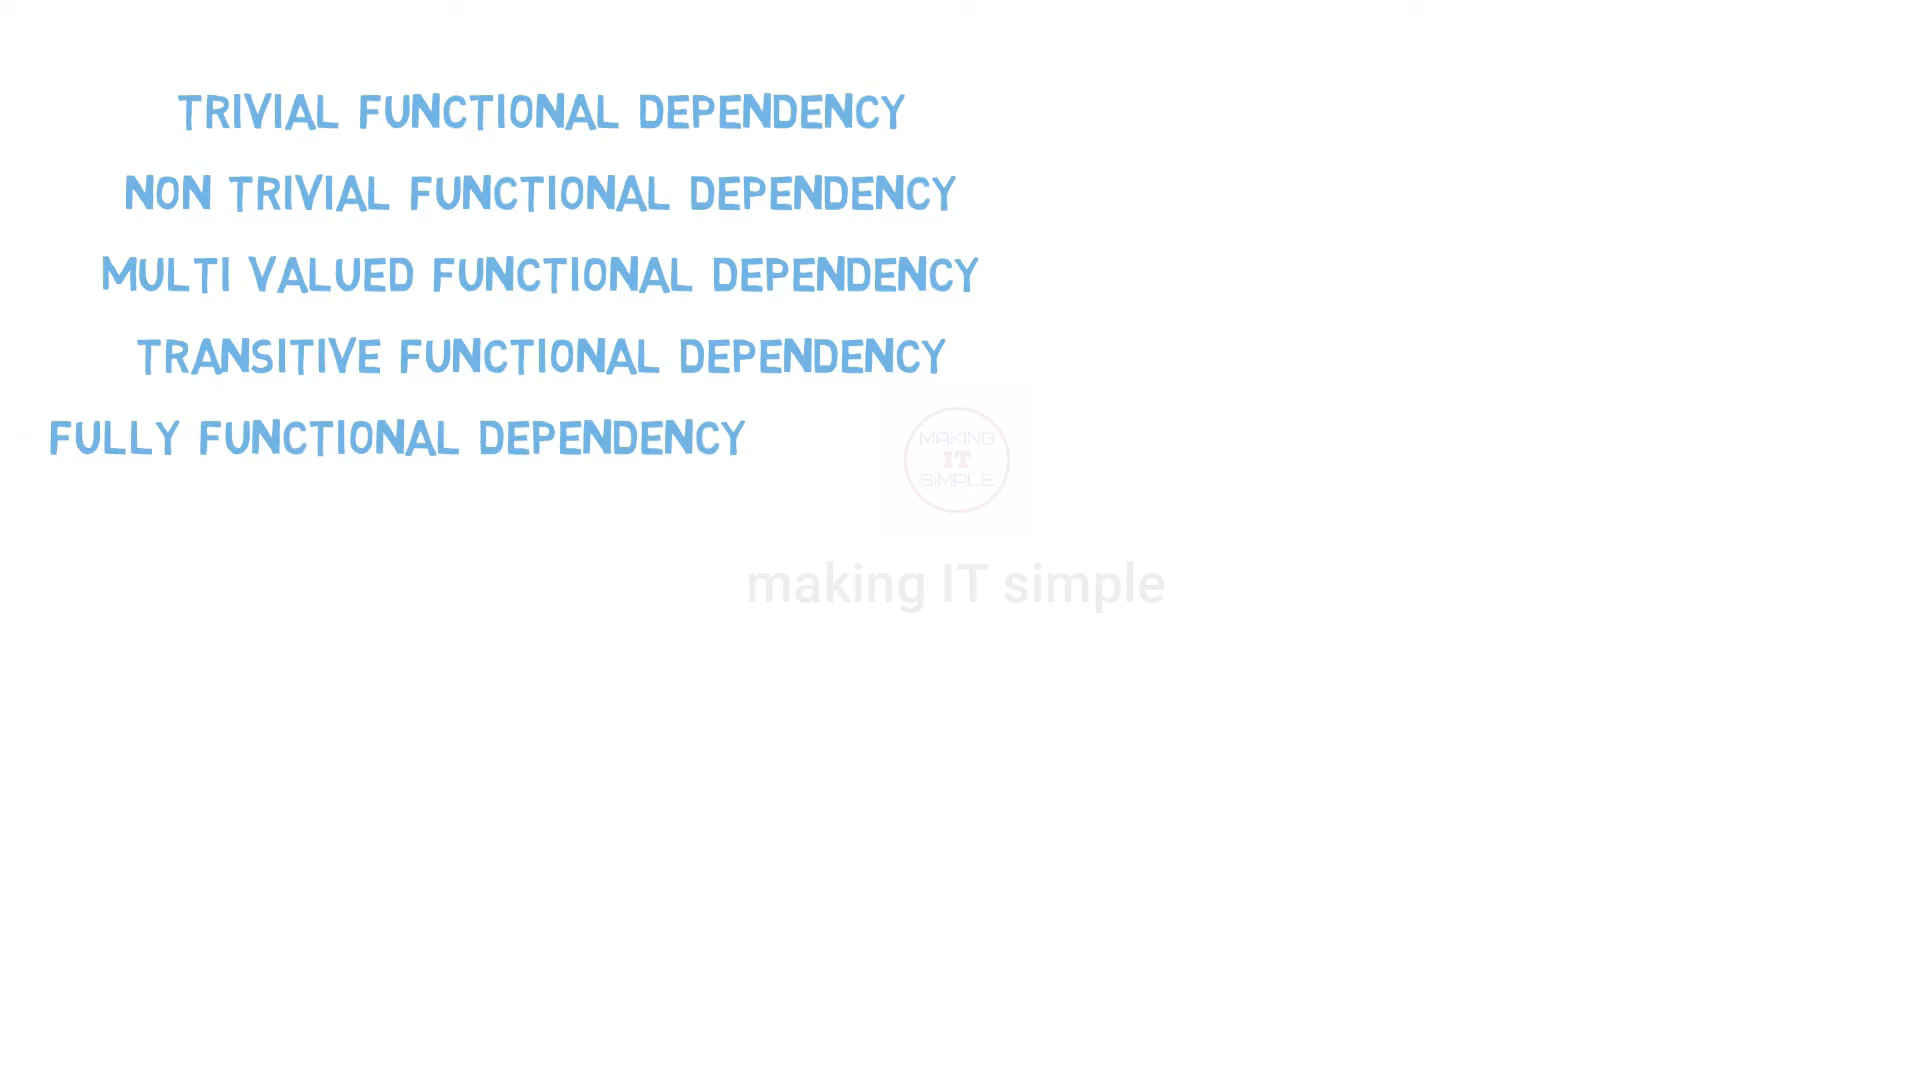 TRIVIAL FUNCTIONAL DEPENDENCY
NON TRIVIAL FUNCTIONAL DEPENDENCY
MULTI VALUED FUNCTIONAL DEPENDENCY
TRANSITIVE FUNCTIONAL DEPENDENCY
FULLY FUNCTIONAL DEPENDENCY
MAKING
IT
SIMPLE
making IT simple